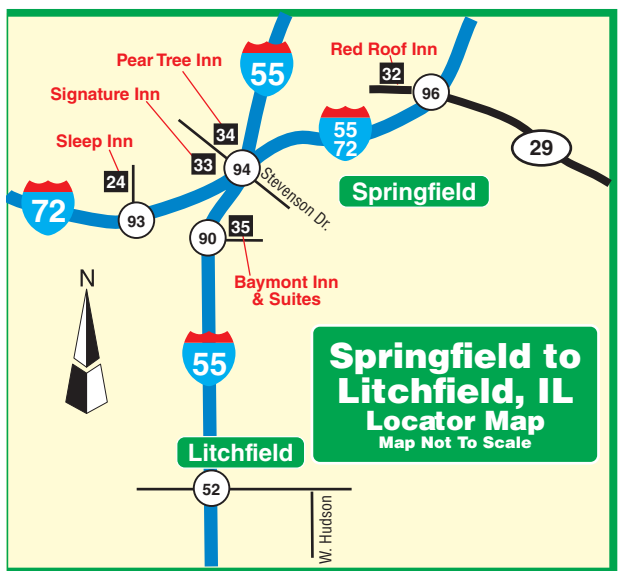 Red Roof Inn
32
Pear Tree Inn
55
Signature Inn
96
34
55
72
Sleep Inn
29
33
94
24
Stevenson Dr.
Springfield
72
93
35
90
N
Baymont Inn
& Suites
55
Springfield to
Litchfield, IL
Locator Map
Map Not To Scale
Litchfield
52
W. Hudson